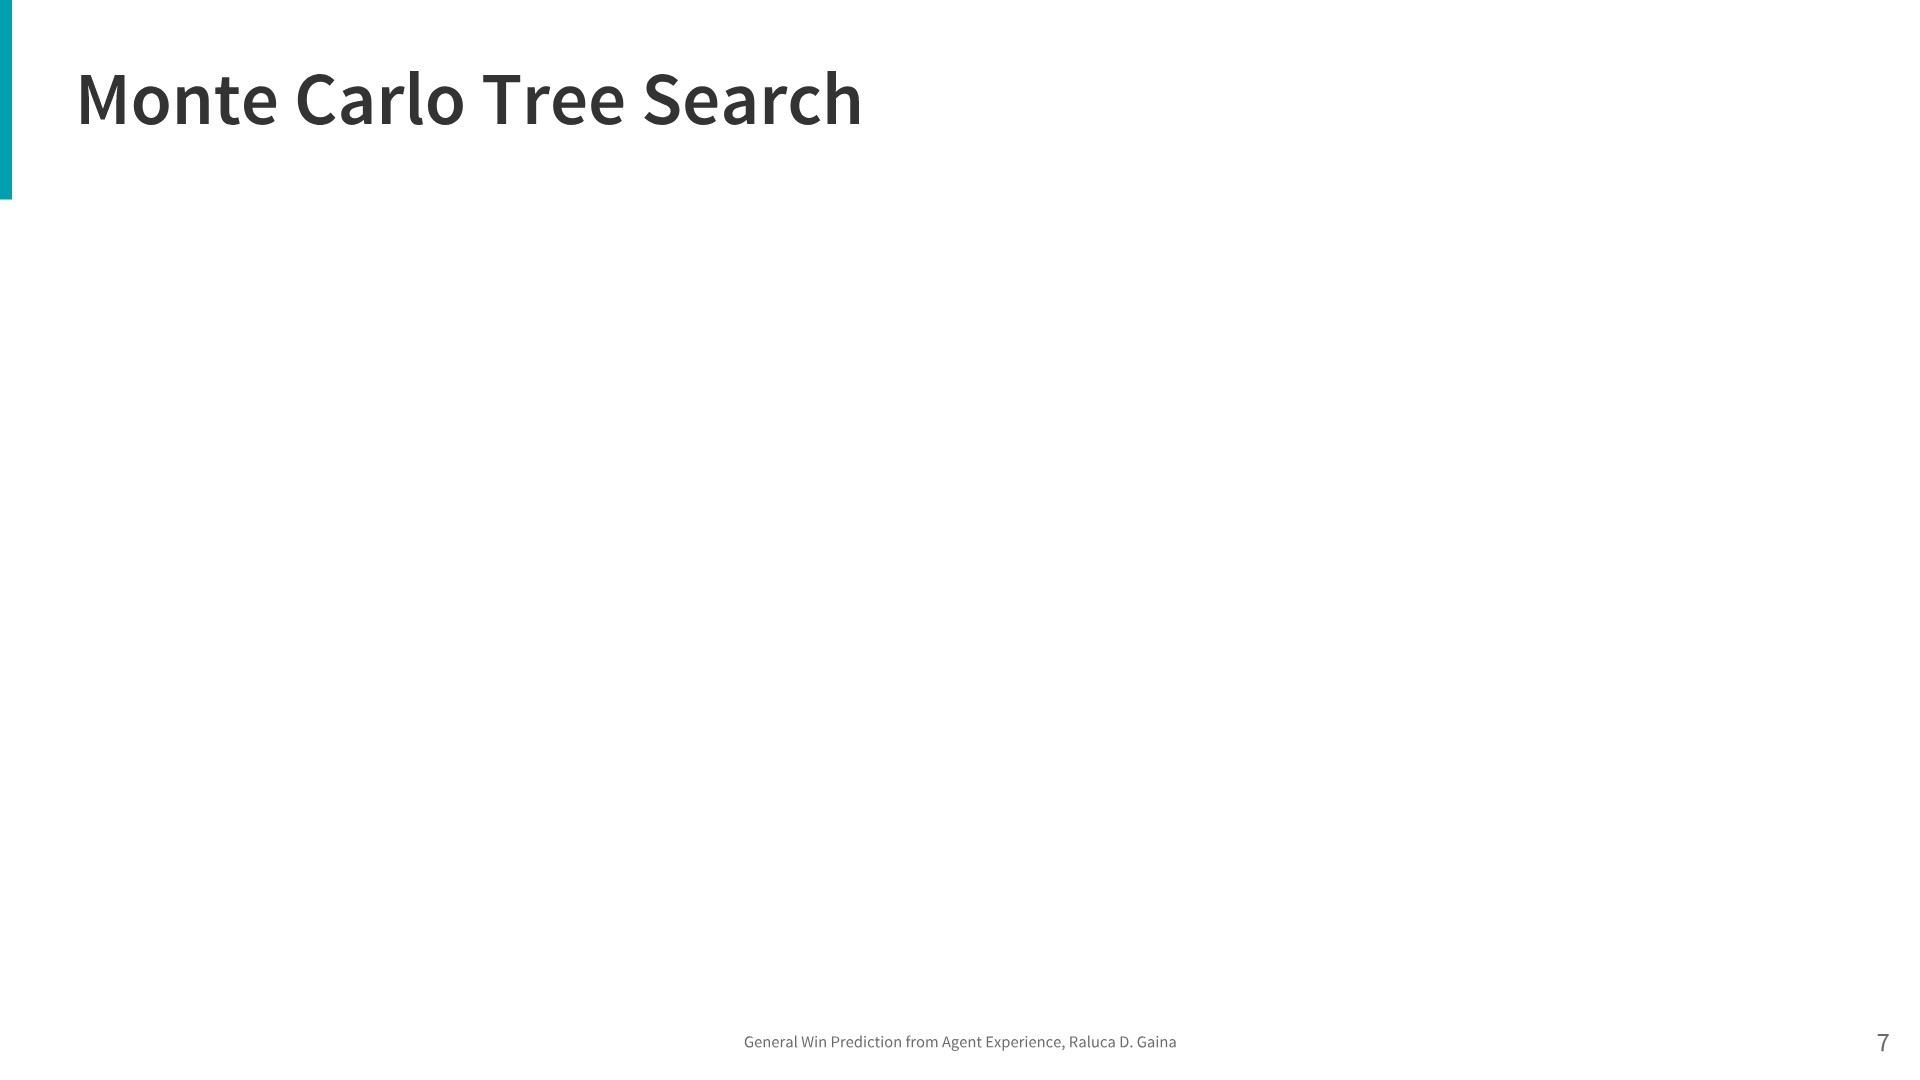 Monte Carlo Tree Search
General Win Prediction from Agent Experience, Raluca D. Gaina
7